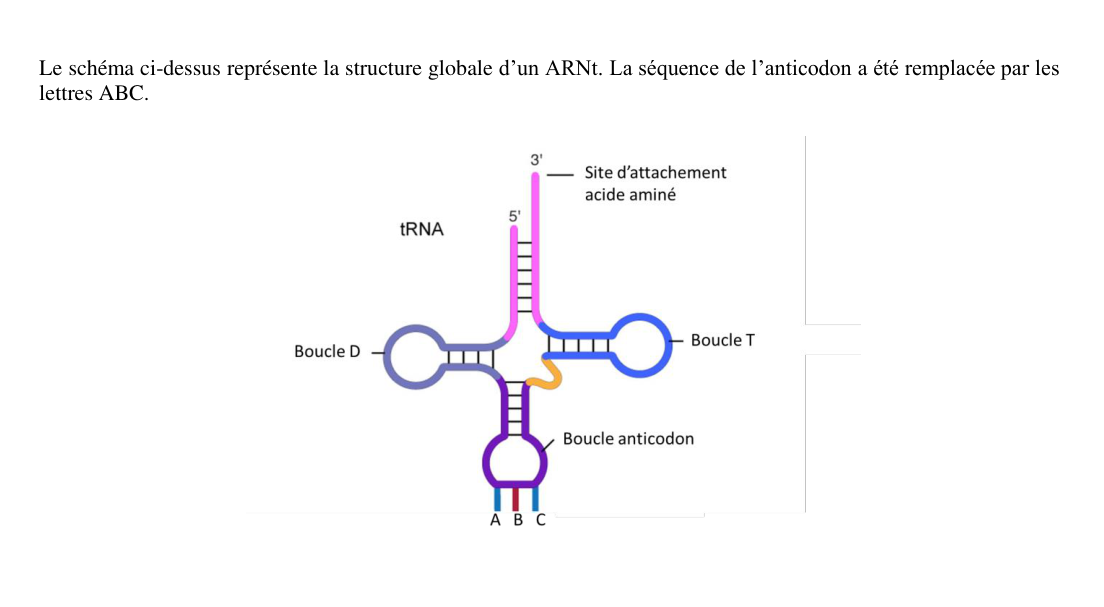 Le schéma ci-dessus représente la structure globale d’un ARNt. La séquence de l’anticodon a été remplacée par les
lettres ABC.
3'
Site d’attachement
acide aminé
5'
tRNA
Boucle T
Boucle D
Boucle anticodon
A B C